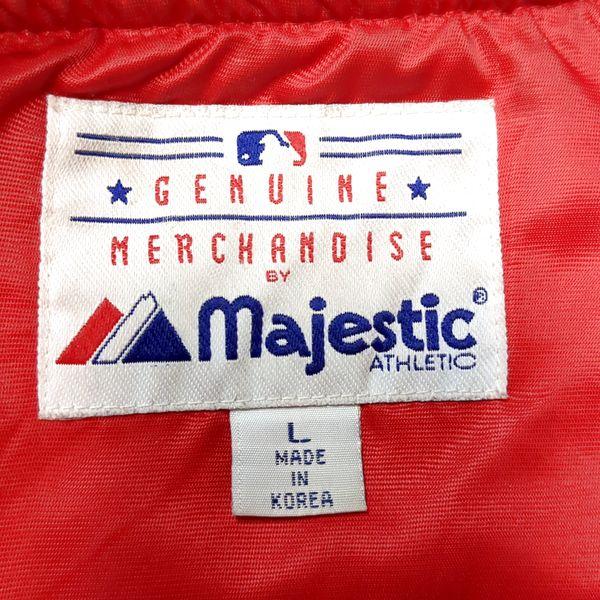 GENUINE
MERCHANDISE
BY
Majestic®
ATHLETIC
L
MADE
IN
KOREA